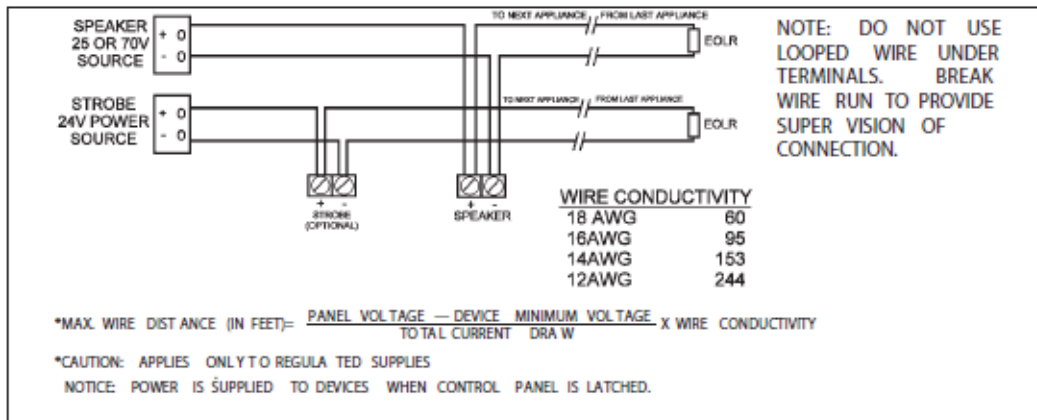 SPEAKER
25 OR 70V
SOURCE
+ O
- O
TO NEXT APPLIANCE
FROM LAST APPLIANCE
EOLR
NOTE: DO NOT USE
LOOPED WIRE UNDER
TERMINALS. BREAK
WIRE RUN TO PROVIDE
SUPER VISION OF
CONNECTION.
STROBE
24V POWER
SOURCE
+ O
- O
TO NEXT APPLIANCE
FROM LAST APPLIANCE
EOLR
+ -
STROBE
(OPTIONAL)
+ -
SPEAKER
WIRE CONDUCTIVITY
18 AWG 60
16AWG 95
14AWG 153
12AWG 244
*MAX. WIRE DIST ANCE (IN FEET)= PANEL VOL TAGE — DEVICE MINIMUM VOL TAGE X WIRE CONDUCTIVITY
TO TAL CURRENT DRA W
*CAUTION: APPLIES ONLY T O REGULA TED SUPPLIES
NOTICE: POWER IS SUPPLIED TO DEVICES WHEN CONTROL PANEL IS LATCHED.